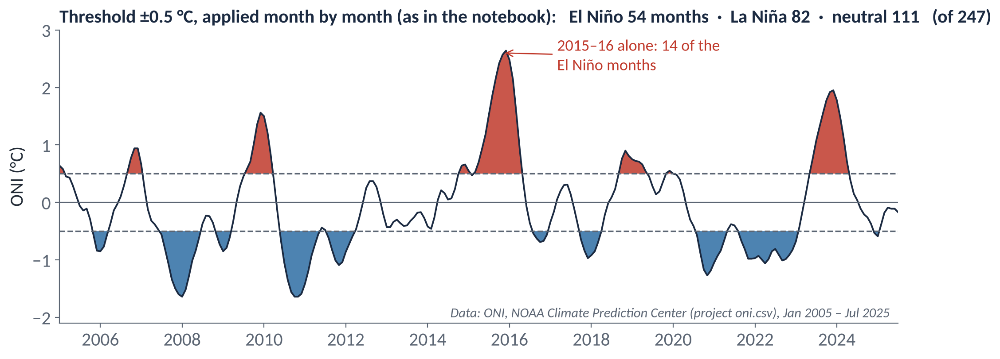 Threshold ±0.5 °C, applied month by month (as in the notebook): El Niño 54 months · La Niña 82 · neutral 111 (of 247)
3
2015–16 alone: 14 of the
El Niño months
2
1
ONI (°C)
0
−1
Data: ONI, NOAA Climate Prediction Center (project oni.csv), Jan 2005 – Jul 2025
−2
2006 2008 2010 2012 2014 2016 2018 2020 2022 2024